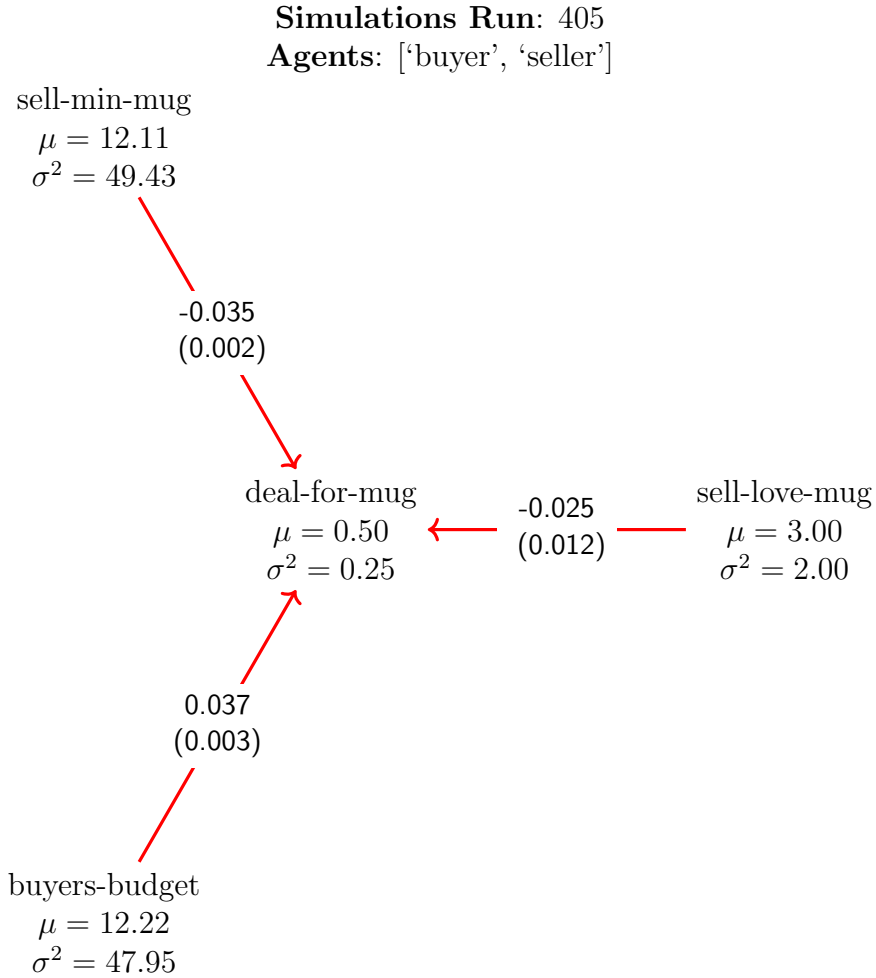 Simulations Run: 405
Agents: [‘buyer’, ‘seller’]
sell-min-mug
μ = 12.11
σ² = 49.43
-0.035
(0.002)
deal-for-mug
μ = 0.50
σ² = 0.25
-0.025
(0.012)
sell-love-mug
μ = 3.00
σ² = 2.00
0.037
(0.003)
buyers-budget
μ = 12.22
σ² = 47.95